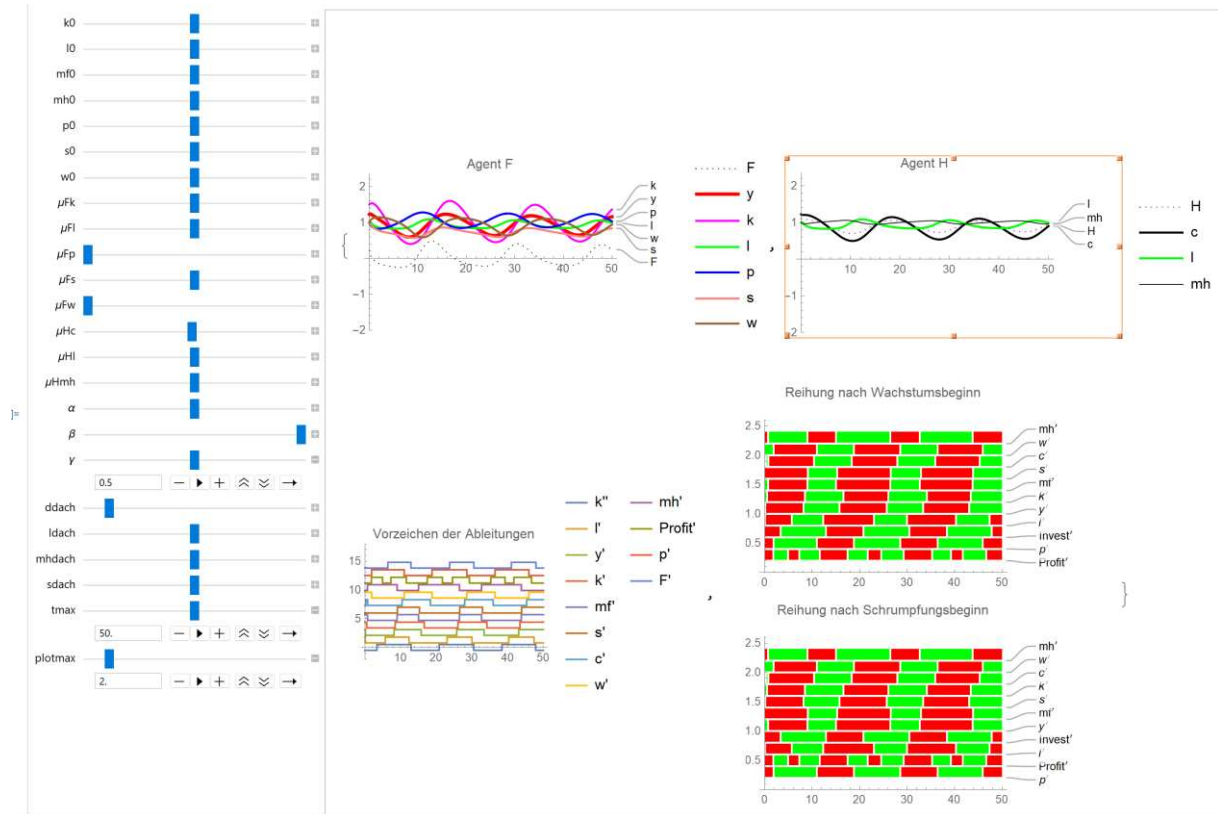 k0
l0
mf0
mh0
p0
s0
w0
μFk
μFl
μFp
μFs
μFw
μHc
μHl
μHmh
α
β
γ
0.5
ddach
ldach
mhdach
sdach
tmax
50.
plotmax
2.
Agent F
2
1
0
-1
-2
10
20
30
40
50
k
y
p
l
w
s
F
F
y
k
l
p
s
w
,
Agent H
2
1
0
-1
2
10
20
30
40
50
l
mh
H
c
H
c
l
mh
Vorzeichen der Ableitungen
15
10
5
0
10
20
30
40
50
k''
l'
y'
k'
mf'
s'
c'
w'
mh'
Profit'
p'
F'
,
Reihung nach Wachstumsbeginn
2.5
2.0
1.5
1.0
0.5
0
10
20
30
40
50
mh'
w'
c'
s'
mf'
k'
y'
invest'
p'
Profit'
Reihung nach Schrumpfungsbeginn
2.5
2.0
1.5
1.0
0.5
0
10
20
30
40
50
mh'
w'
c'
k'
s'
mf'
y'
invest'
Profit'
p'
}